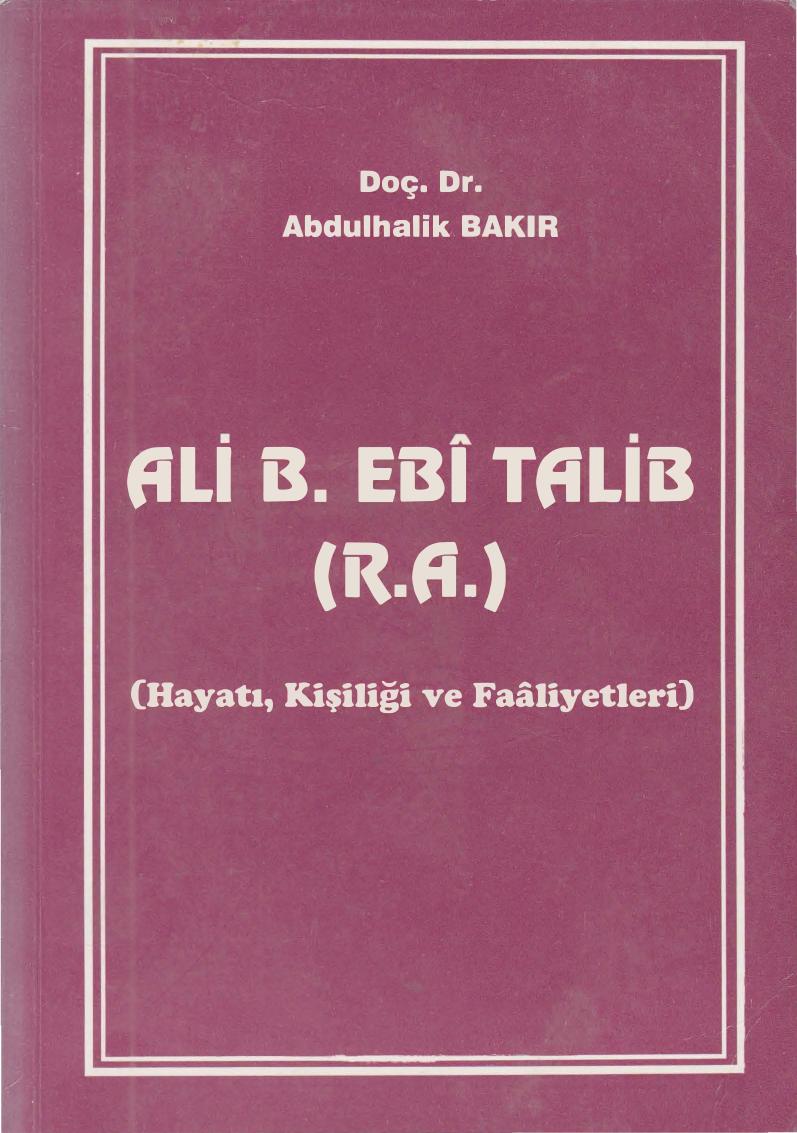 Doç. Dr.
Abdulhalik BAKIR
ALİ B. EBÎ TALİB
(R.A.)
(Hayatı, Kişiliği ve Faâliyetleri)